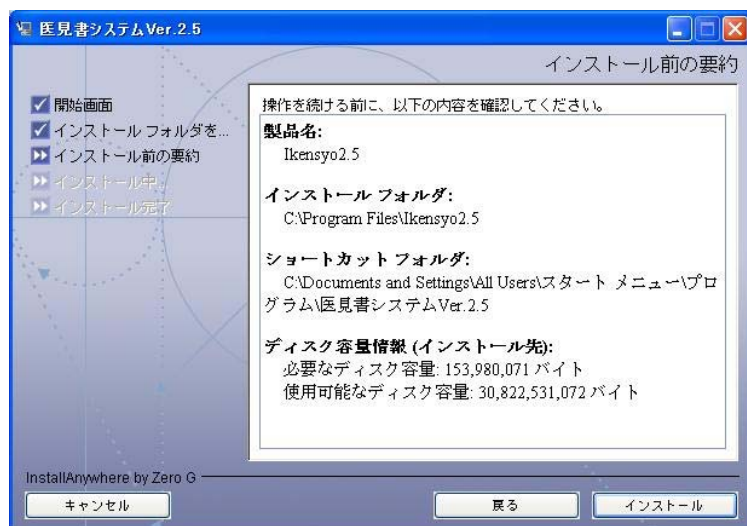 医見書システムVer.2.5
インストール前の要約
開始画面
インストール フォルダを...
インストール前の要約
インストール中...
インストール完了
操作を続ける前に、以下の内容を確認してください。
製品名:
Ikensyo2.5
インストール フォルダ:
C:\Program Files\Ikensyo2.5
ショートカット フォルダ:
C:\Documents and Settings\All Users\スタート メニュー\プロ
グラム\医見書システムVer.2.5
ディスク容量情報 (インストール先):
必要なディスク容量: 153,980,071 バイト
使用可能なディスク容量: 30,822,531,072 バイト
InstallAnywhere by Zero G
キャンセル
戻る
インストール